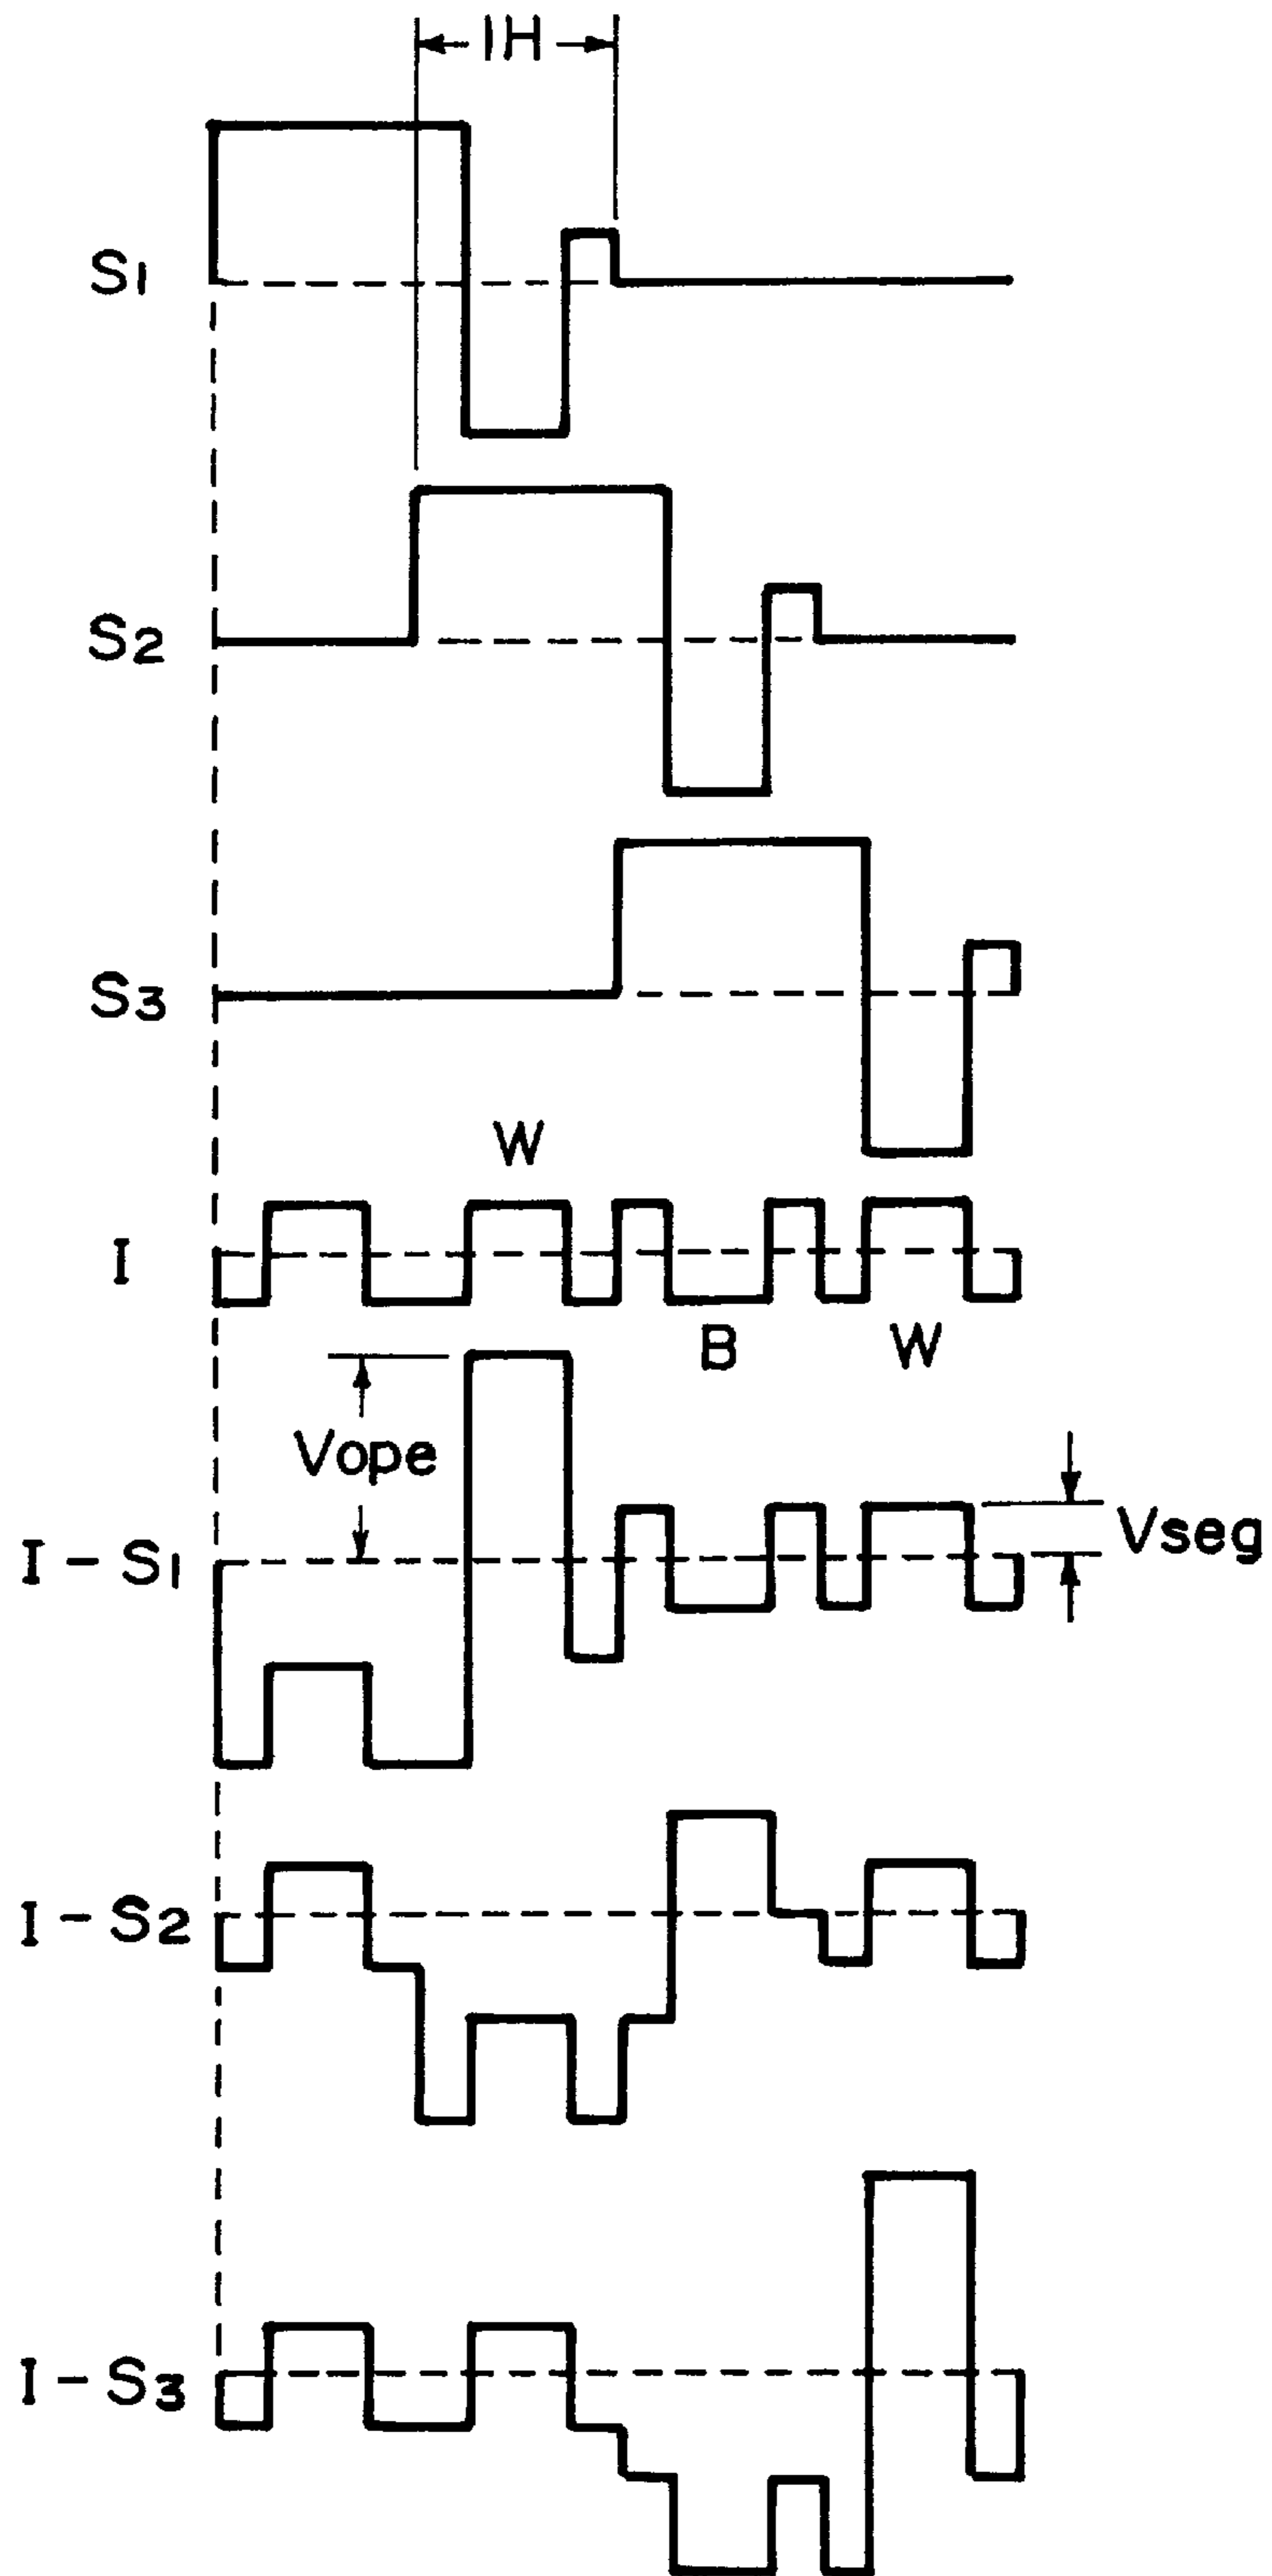 1H
S1
S2
S3
W
I
B W
Vope
I-S1
Vseg
I-S2
I-S3